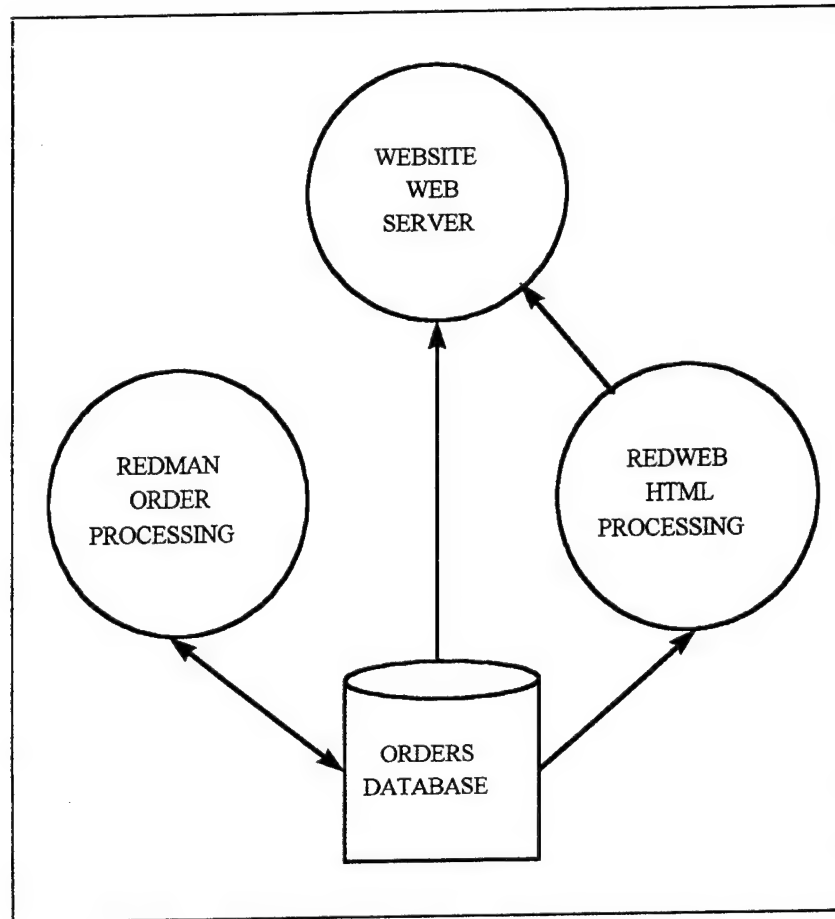 WEBSITE
WEB
SERVER
REDMAN
ORDER
PROCESSING
REDWEB
HTML
PROCESSING
ORDERS
DATABASE